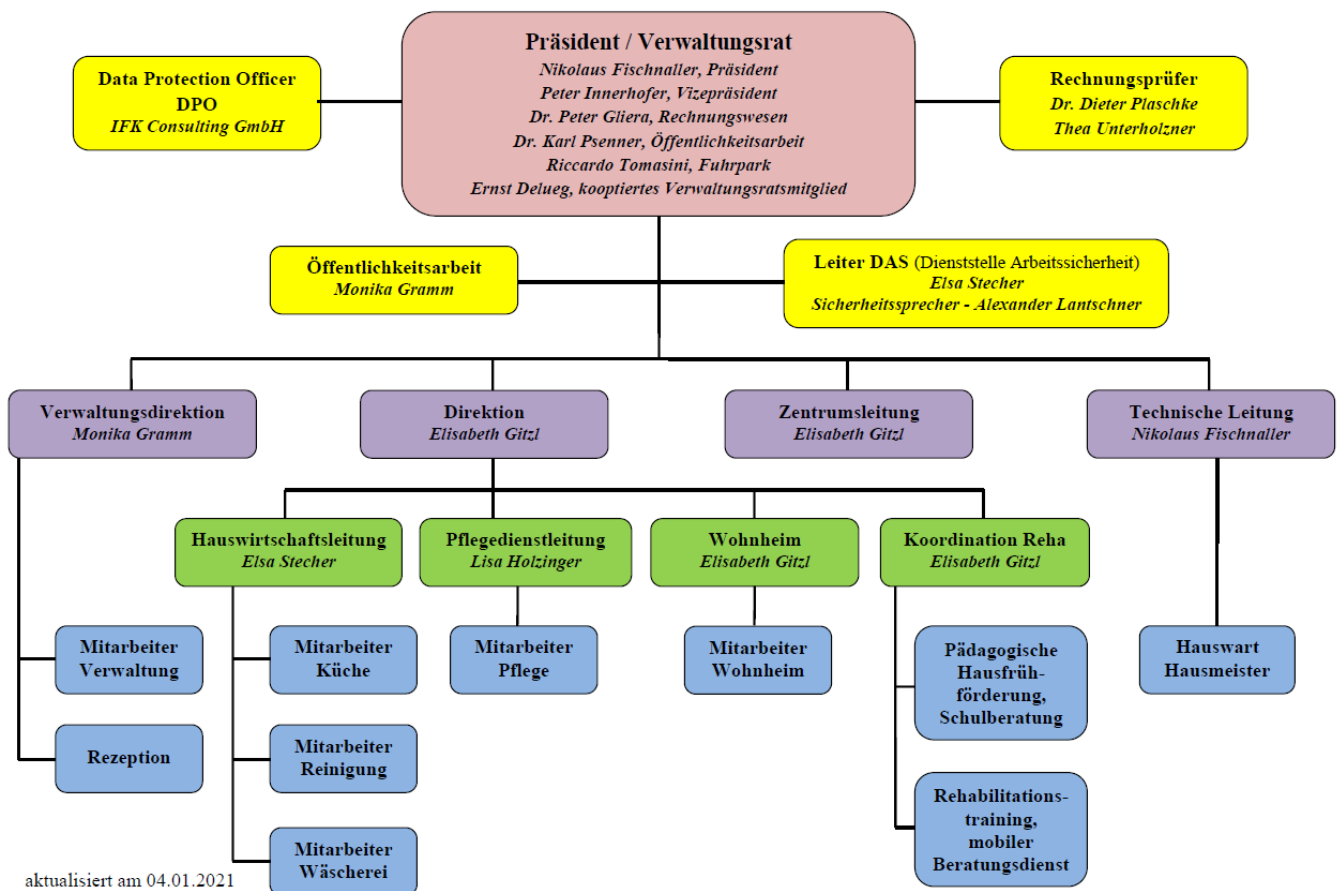 Präsident / Verwaltungsrat
Nikolaus Fischnaller, Präsident
Peter Innerhofer, Vizepräsident
Dr. Peter Gliera, Rechnungswesen
Dr. Karl Psenner, Öffentlichkeitsarbeit
Riccardo Tomasini, Fuhrpark
Ernst Delueg, kooptiertes Verwaltungsratsmitglied
Data Protection Officer
DPO
IFK Consulting GmbH
Rechnungsprüfer
Dr. Dieter Plaschke
Thea Unterholzner
Öffentlichkeitsarbeit
Monika Gramm
Leiter DAS (Dienststelle Arbeitssicherheit)
Elsa Stecher
Sicherheitssprecher - Alexander Lantschner
Verwaltungsdirektion
Monika Gramm
Direktion
Elisabeth Gitzl
Zentrumsleitung
Elisabeth Gitzl
Technische Leitung
Nikolaus Fischnaller
Hauswirtschaftsleitung
Elsa Stecher
Pflegedienstleitung
Lisa Holzinger
Wohnheim
Elisabeth Gitzl
Koordination Reha
Elisabeth Gitzl
Mitarbeiter
Verwaltung
Mitarbeiter
Küche
Mitarbeiter
Pflege
Mitarbeiter
Wohnheim
Pädagogische
Hausfrüh-
förderung,
Schulberatung
Hauswart
Hausmeister
Rezeption
Mitarbeiter
Reinigung
Rehabilitations-
training,
mobiler
Beratungsdienst
Mitarbeiter
Wäscherei
aktualisiert am 04.01.2021